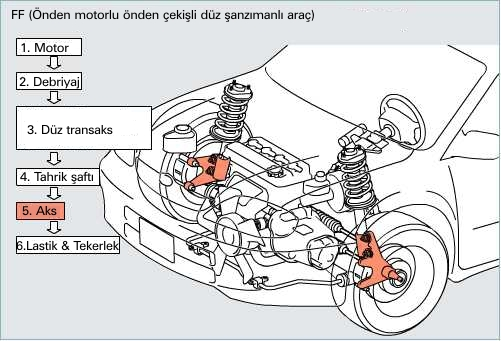 FF (Önden motorlu önden çekişli düz şanzımanlı araç)
1. Motor
2. Debriyaj
3. Düz transaks
4. Tahrik şaftı
5. Aks
6.Lastik & Tekerlek